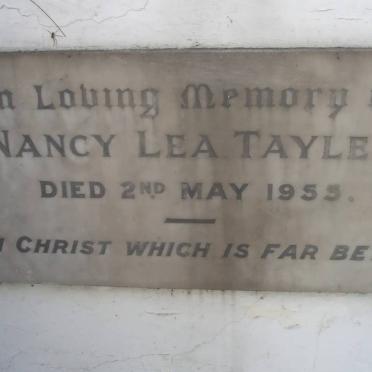 n Loving Memory
NANCY LEA TAYLE
DIED 2ND MAY 1955.
CHRIST WHICH IS FAR BE